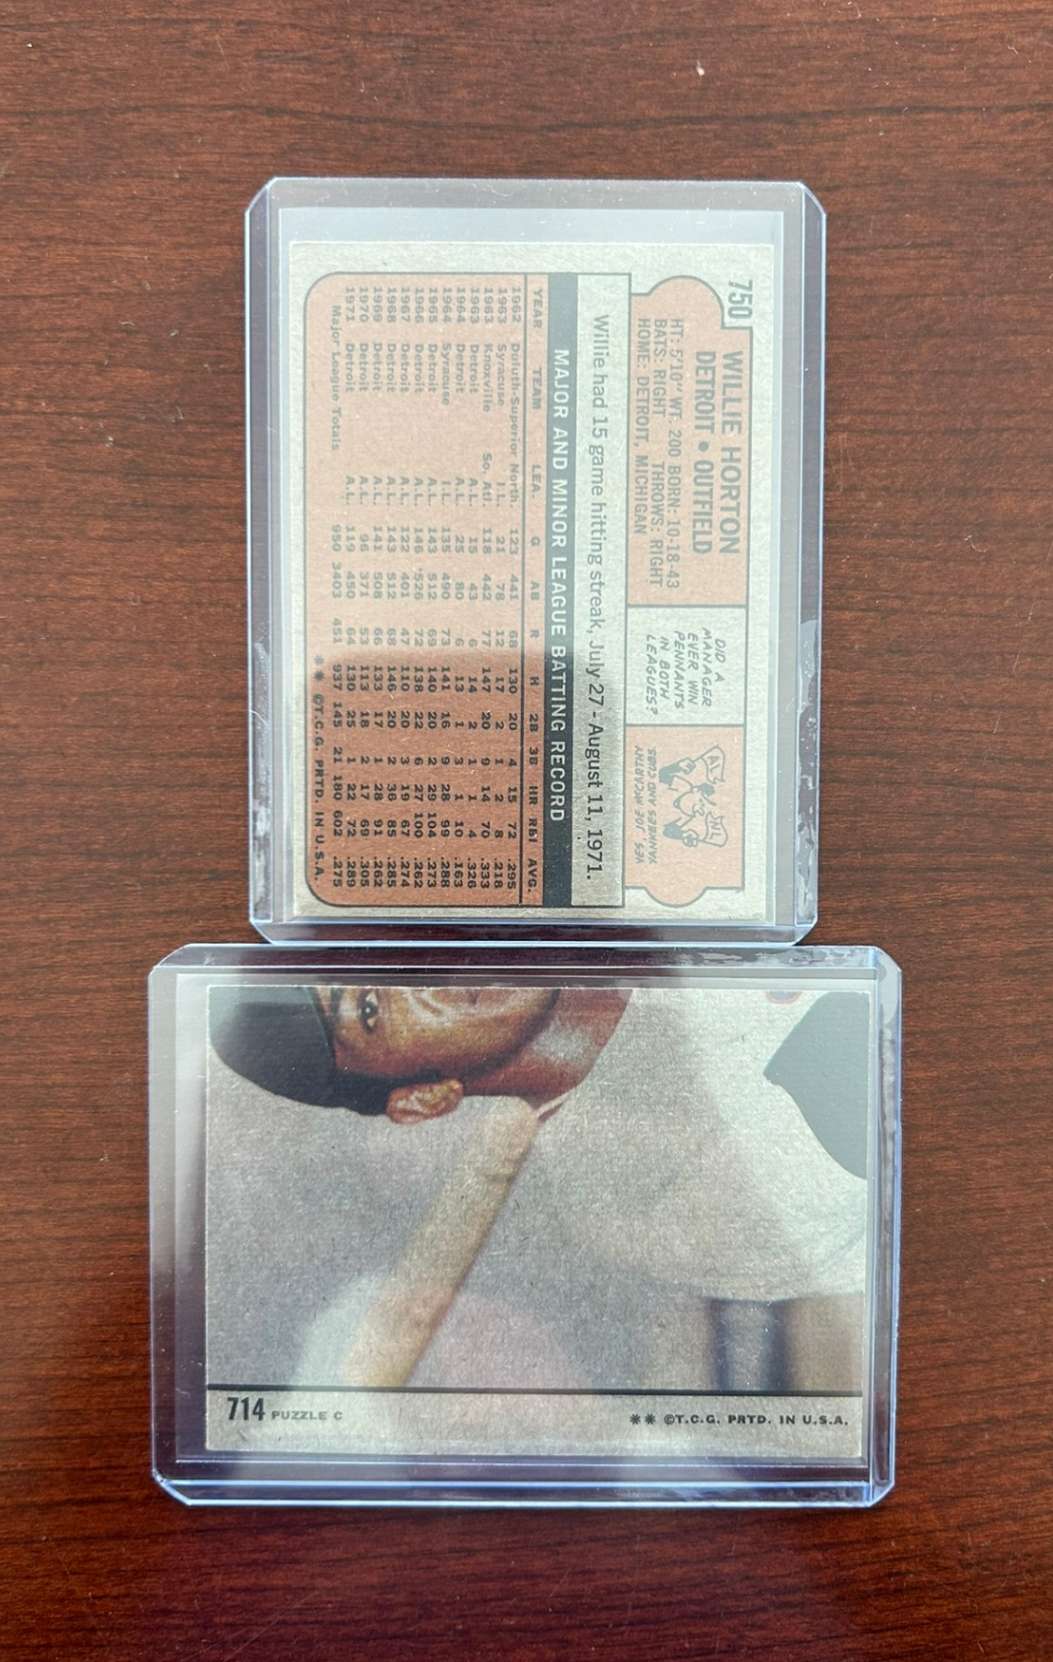 750
WILLIE HORTON
DETROIT • OUTFIELD
HT: 5'10" WT: 200 BORN: 10-18-43
BATS: RIGHT THROWS: RIGHT
HOME: DETROIT, MICHIGAN
DID A
MANAGER
EVER WIN
PENNANTS
IN BOTH
LEAGUES?
AL
NL
YES, JOE McCARTHY
YANKEES AND CUBS
Willie had 15 game hitting streak, July 27 - August 11, 1971.
MAJOR AND MINOR LEAGUE BATTING RECORD
YEAR TEAM LEA. G AB R H 2B 3B HR RBI AVG.
1962 Duluth-Superior North. 123 441 68 130 20 4 15 72 .295
1963 Syracuse I.L. 21 78 12 17 2 1 2 8 .218
1963 Knoxville So. Atl. 118 442 77 147 20 9 14 70 .333
1963 Detroit A.L. 15 43 6 14 2 1 1 4 .326
1964 Detroit A.L. 25 80 6 13 1 3 1 10 .163
1964 Syracuse I.L. 135 490 73 141 16 9 28 99 .288
1965 Detroit A.L. 143 512 69 140 20 2 29 104 .273
1966 Detroit A.L. 146 *526 72 138 22 6 27 100 .262
1967 Detroit A.L. 122 401 47 110 20 3 19 67 .274
1968 Detroit A.L. 143 512 68 146 20 2 36 85 .285
1969 Detroit A.L. 141 508 66 133 17 1 28 91 .262
1970 Detroit A.L. 96 371 53 113 18 2 17 69 .305
1971 Detroit A.L. 119 450 64 130 25 1 22 72 .289
Major League Totals 950 3403 451 937 145 21 180 602 .275
** ©T.C.G. PRTD. IN U.S.A.
714 PUZZLE C
** ©T.C.G. PRTD. IN U.S.A.